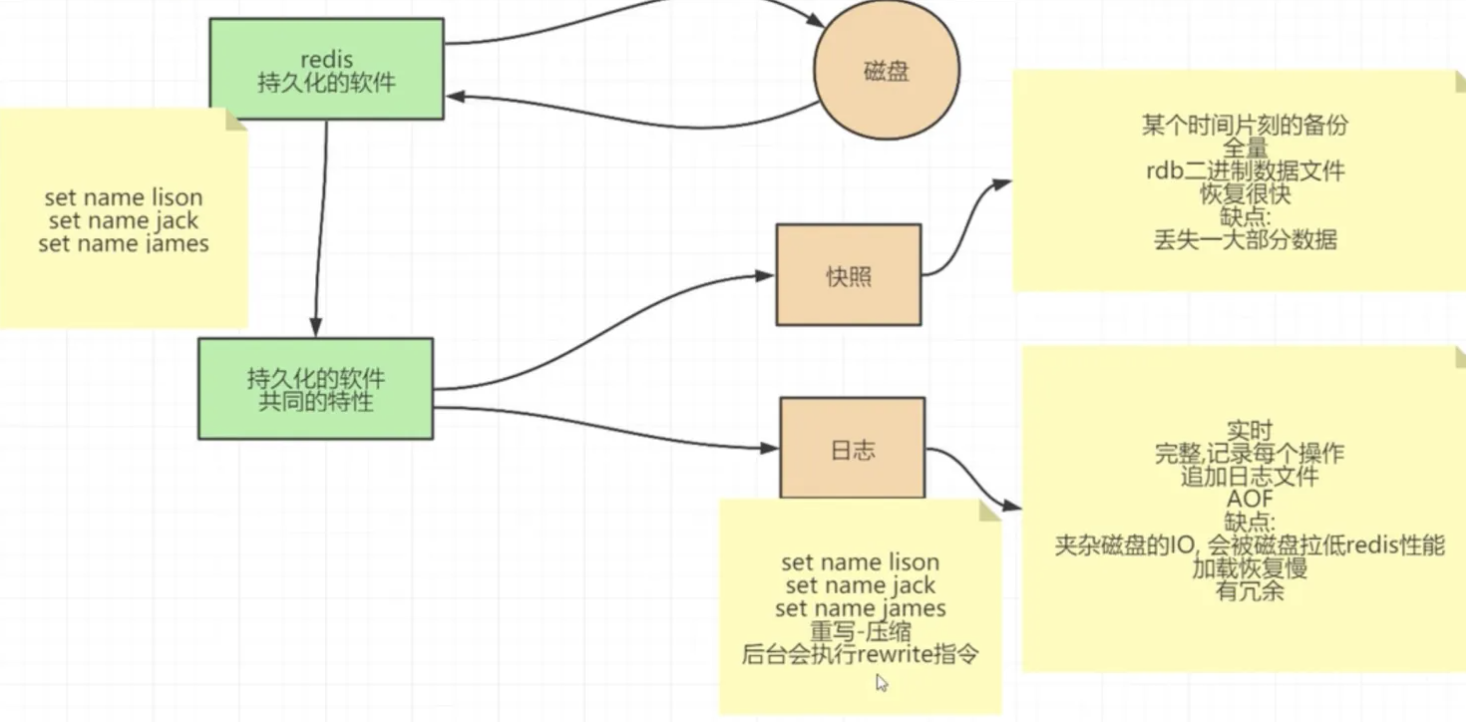 redis
持久化的软件
磁盘
set name lison
set name jack
set name james
某个时间片刻的备份
全量
rdb二进制数据文件
恢复很快
缺点:
丢失一大部分数据
快照
持久化的软件
共同的特性
日志
实时
完整,记录每个操作
追加日志文件
AOF
缺点:
夹杂磁盘的IO, 会被磁盘拉低redis性能
加载恢复慢
有冗余
set name lison
set name jack
set name james
重写-压缩
后台会执行rewrite指令